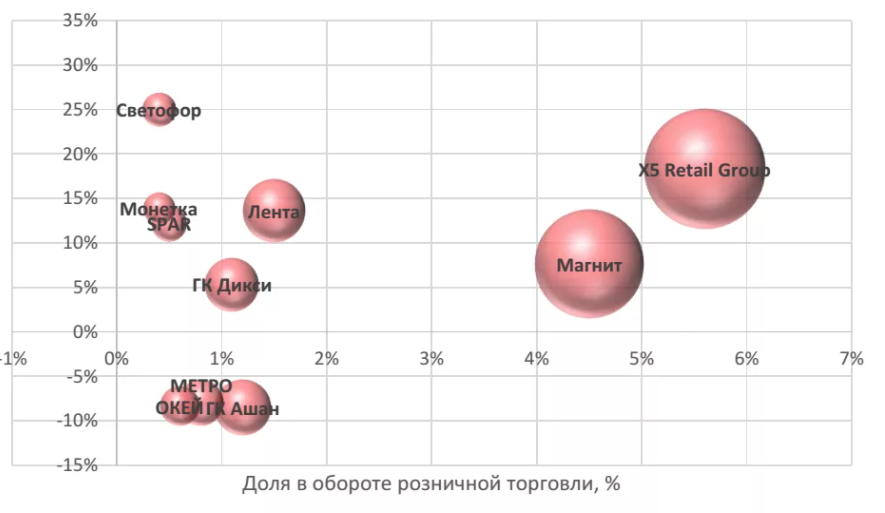 35%
30%
25%
Светофор
20%
X5 Retail Group
15%
Монетка
Лента
SPAR
10%
Магнит
5%
ГК Дикси
0%
-1%
0%
1%
2%
3%
4%
5%
6%
7%
-5%
МЕТРО
ОКЕЙ
ГК Ашан
-10%
-15%
Доля в обороте розничной торговли, %